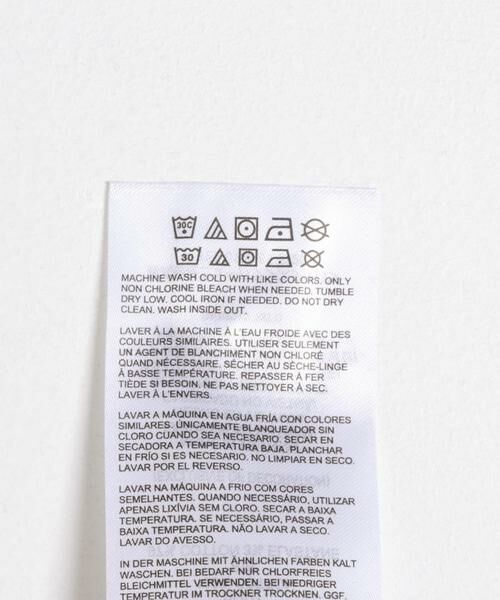 30C
30
MACHINE WASH COLD WITH LIKE COLORS. ONLY
NON CHLORINE BLEACH WHEN NEEDED. TUMBLE
DRY LOW. COOL IRON IF NEEDED. DO NOT DRY
CLEAN. WASH INSIDE OUT.
LAVER À LA MACHINE À L'EAU FROIDE AVEC DES
COULEURS SIMILAIRES. UTILISER SEULEMENT
UN AGENT DE BLANCHIMENT NON CHLORÉ
QUAND NÉCESSAIRE. SÉCHER AU SÈCHE-LINGE
À BASSE TEMPÉRATURE. REPASSER À FER
TIÈDE SI BESOIN. NE PAS NETTOYER À SEC.
LAVER À L'ENVERS.
LAVAR A MÁQUINA EN AGUA FRÍA CON COLORES
SIMILARES. ÚNICAMENTE BLANQUEADOR SIN
CLORO CUANDO SEA NECESARIO. SECAR EN
SECADORA A TEMPERATURA BAJA. PLANCHAR
EN FRÍO SI ES NECESARIO. NO LIMPIAR EN SECO.
LAVAR POR EL REVERSO.
LAVAR NA MÁQUINA A FRIO COM CORES
SEMELHANTES. QUANDO NECESSÁRIO, UTILIZAR
APENAS LIXÍVIA SEM CLORO. SECAR A BAIXA
TEMPERATURA. SE NECESSÁRIO, PASSAR A
BAIXA TEMPERATURA. NÃO LAVAR A SECO.
LAVAR DO AVESSO.
IN DER MASCHINE MIT ÄHNLICHEN FARBEN KALT
WASCHEN. BEI BEDARF NUR CHLORFREIES
BLEICHMITTEL VERWENDEN. BEI NIEDRIGER
TEMPERATUR IM TROCKNER TROCKNEN. GGF.